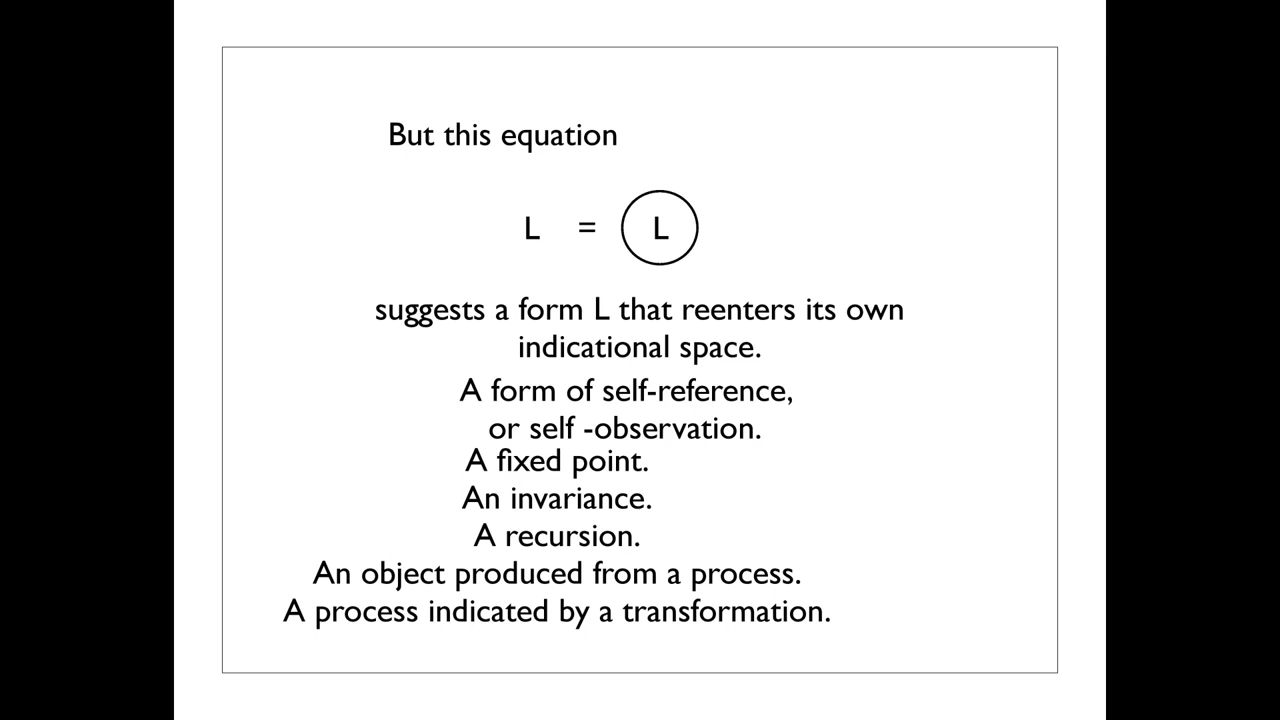 But this equation
L = L
suggests a form L that reenters its own
indicational space.
A form of self-reference,
or self -observation.
A fixed point.
An invariance.
A recursion.
An object produced from a process.
A process indicated by a transformation.